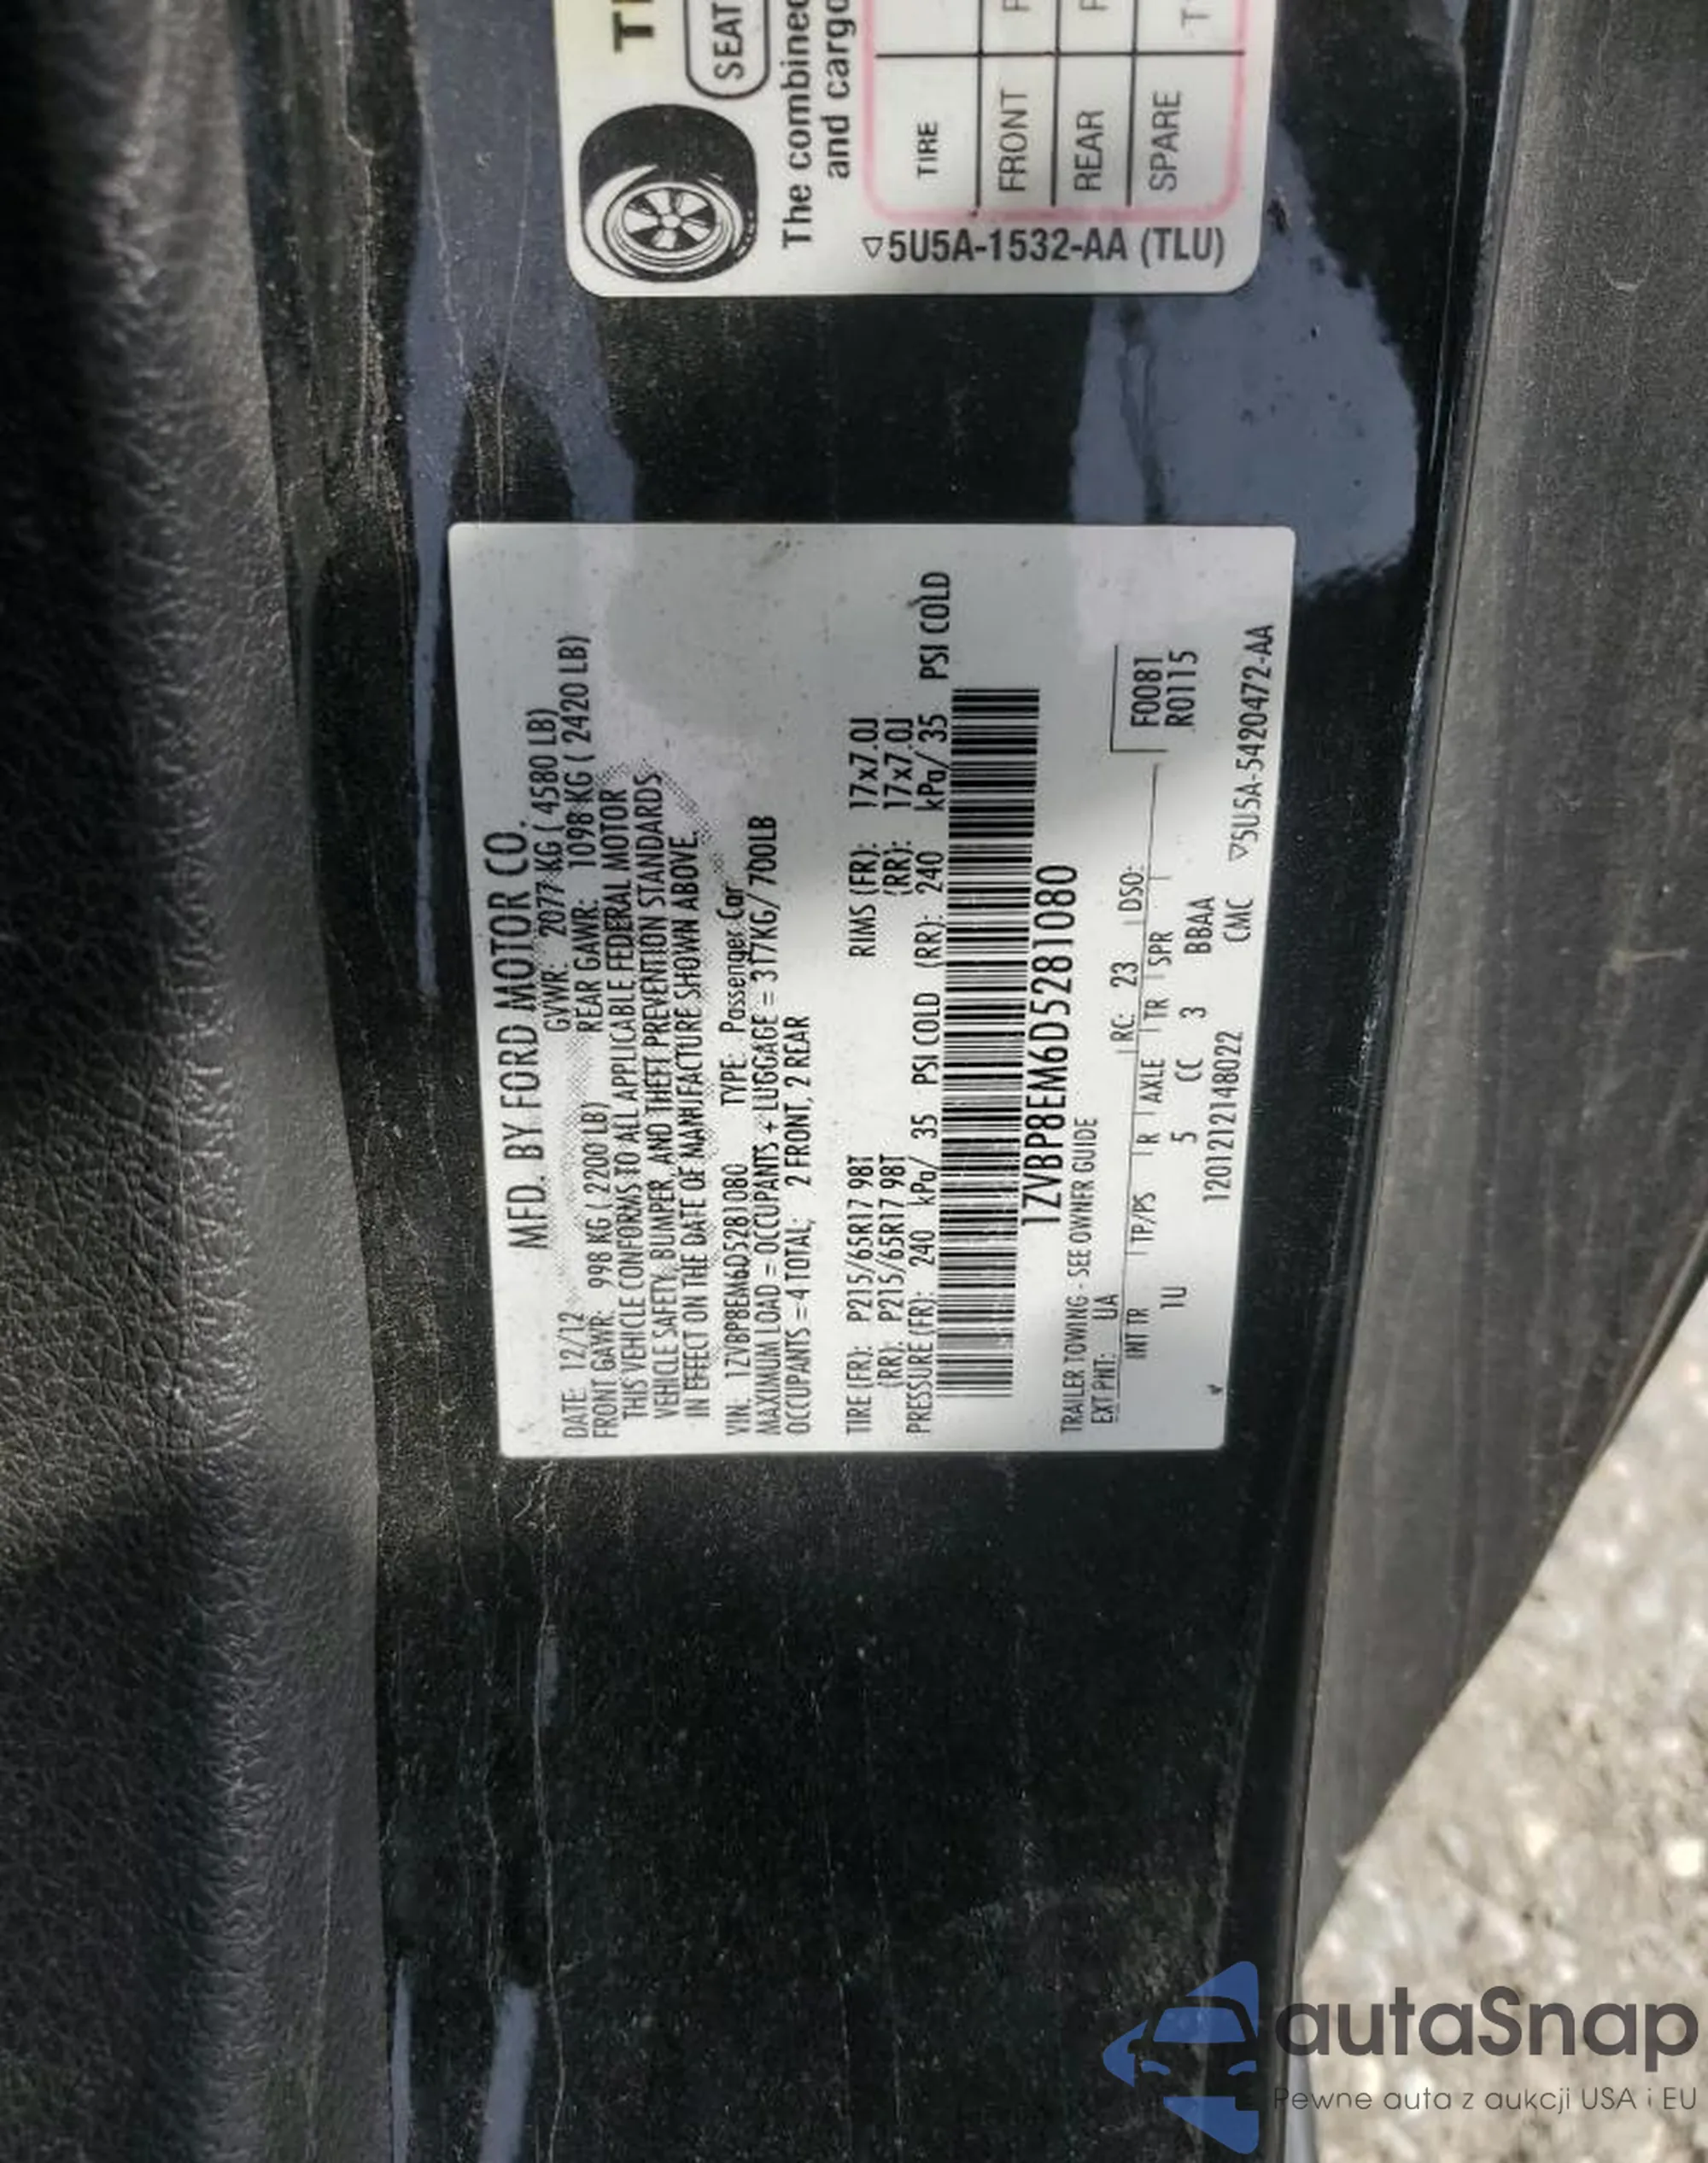 MFD. BY FORD MOTOR CO.
DATE: 12/12 GVWR: 2077 KG ( 4580 LB)
FRONT GAWR: 998 KG ( 2200 LB) REAR GAWR: 1098 KG ( 2420 LB)
THIS VEHICLE CONFORMS TO ALL APPLICABLE FEDERAL MOTOR
VEHICLE SAFETY, BUMPER, AND THEFT PREVENTION STANDARDS
IN EFFECT ON THE DATE OF MANUFACTURE SHOWN ABOVE.
VIN: 1ZVBP8EM6D5281080 TYPE: Passenger Car
MAXIMUM LOAD = OCCUPANTS + LUGGAGE = 317KG/700LB
OCCUPANTS = 4 TOTAL; 2 FRONT, 2 REAR
TIRE (FR): P215/65R17 98T RIMS (FR): 17x7.0J
(RR): P215/65R17 98T (RR): 17x7.0J
PRESSURE (FR): 240 kPa/ 35 PSI COLD (RR): 240 kPa/ 35 PSI COLD
1ZVBP8EM6D5281080
TRAILER TOWING - SEE OWNER GUIDE
EXT PNT: UA RC: 23 DSO: F0081
INT TR TP/PS R AXLE TR SPR R0115
1U 5 CC 3 BBAA
1201212148022 CMC ▽5U5A-5420472-AA
SEAT
The combined
and cargo
TIRE
FRONT
REAR
SPARE
▽5U5A-1532-AA (TLU)
autaSnap
Pewne auta z aukcji USA i EU